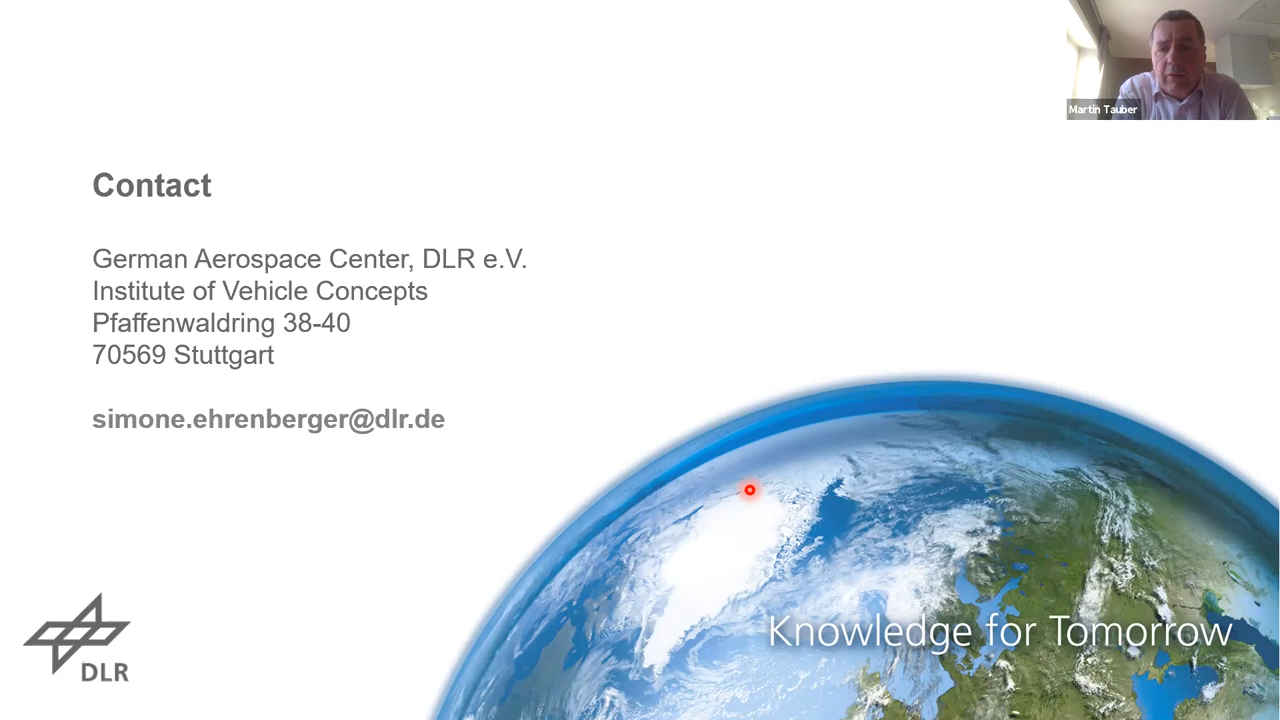 Martin Tauber
Contact
German Aerospace Center, DLR e.V.
Institute of Vehicle Concepts
Pfaffenwaldring 38-40
70569 Stuttgart
simone.ehrenberger@dlr.de
Knowledge for Tomorrow
DLR